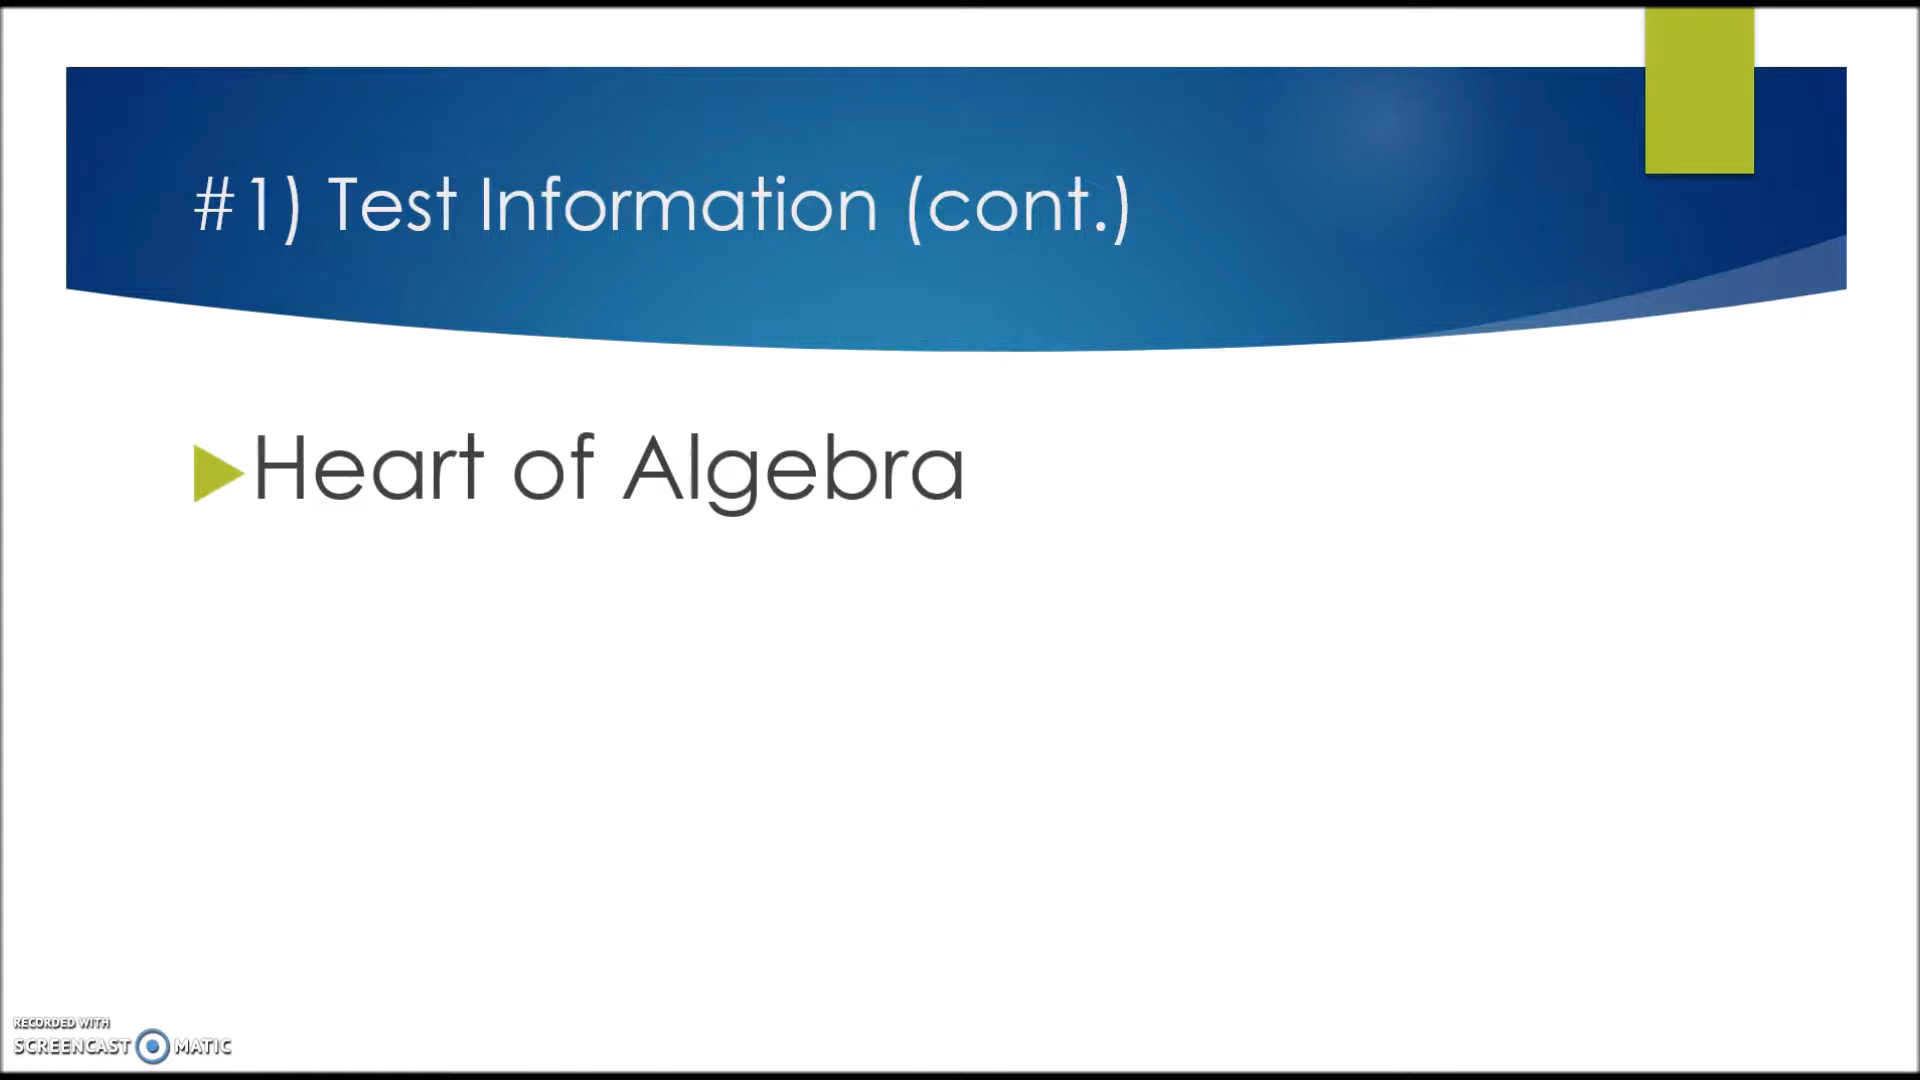 #1) Test Information (cont.)
Heart of Algebra
RECORDED WITH
SCREENCAST MATIC